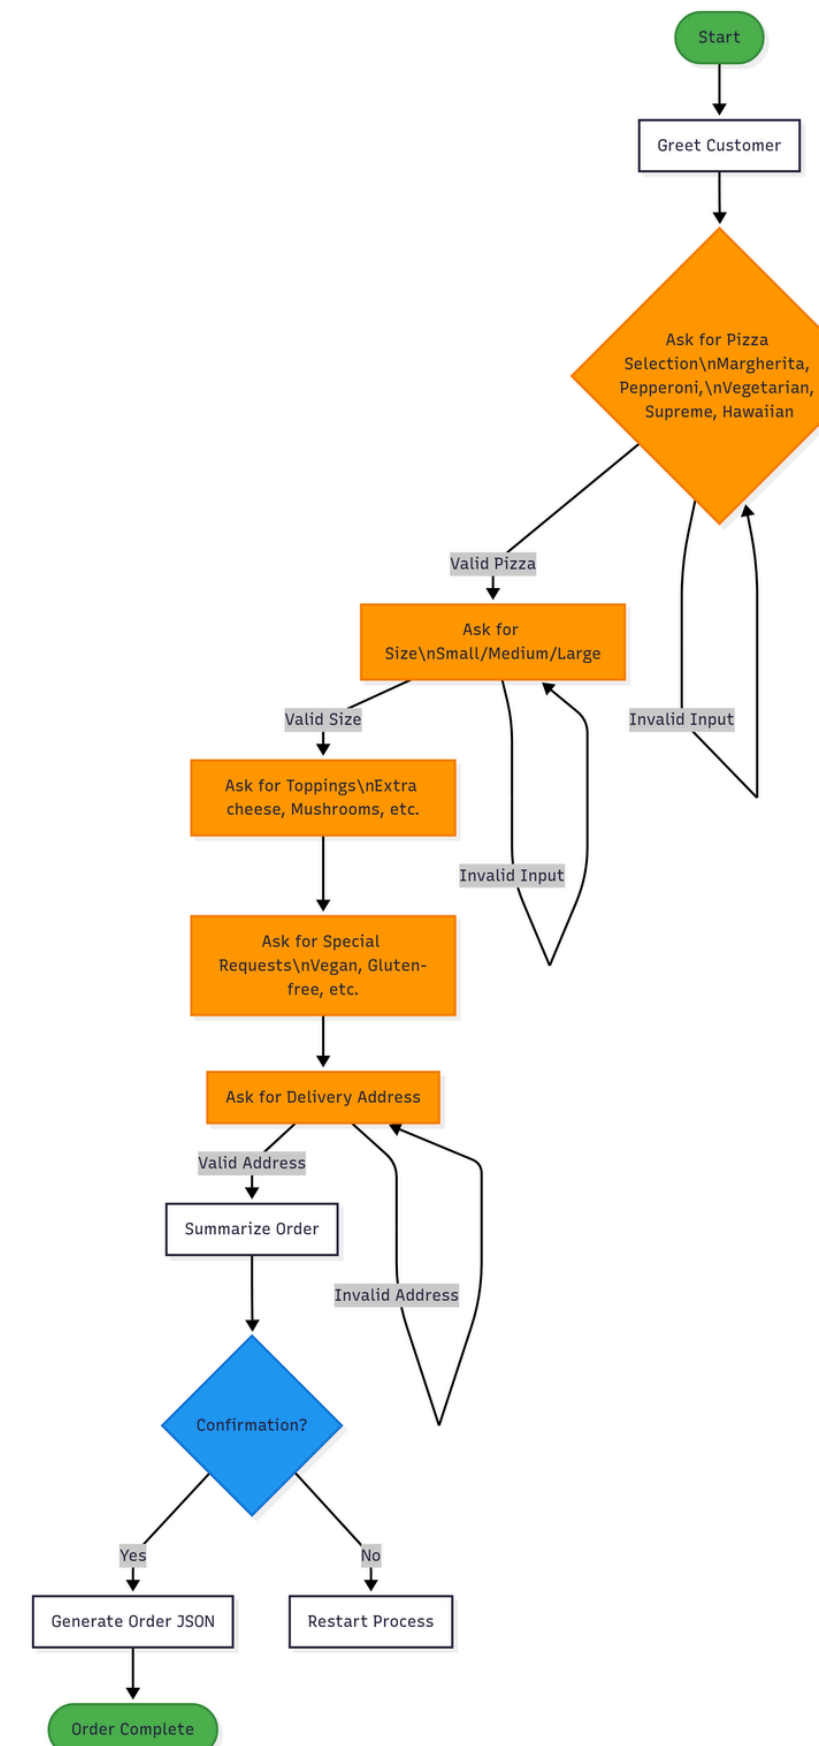 Start
Greet Customer
Ask for Pizza
Selection\nMargherita,
Pepperoni,\nVegetarian,
Supreme, Hawaiian
Valid Pizza
Ask for
Size\nSmall/Medium/Large
Valid Size
Invalid Input
Ask for Toppings\nExtra
cheese, Mushrooms, etc.
Invalid Input
Ask for Special
Requests\nVegan, Gluten-
free, etc.
Ask for Delivery Address
Valid Address
Summarize Order
Invalid Address
Confirmation?
Yes
No
Generate Order JSON
Restart Process
Order Complete